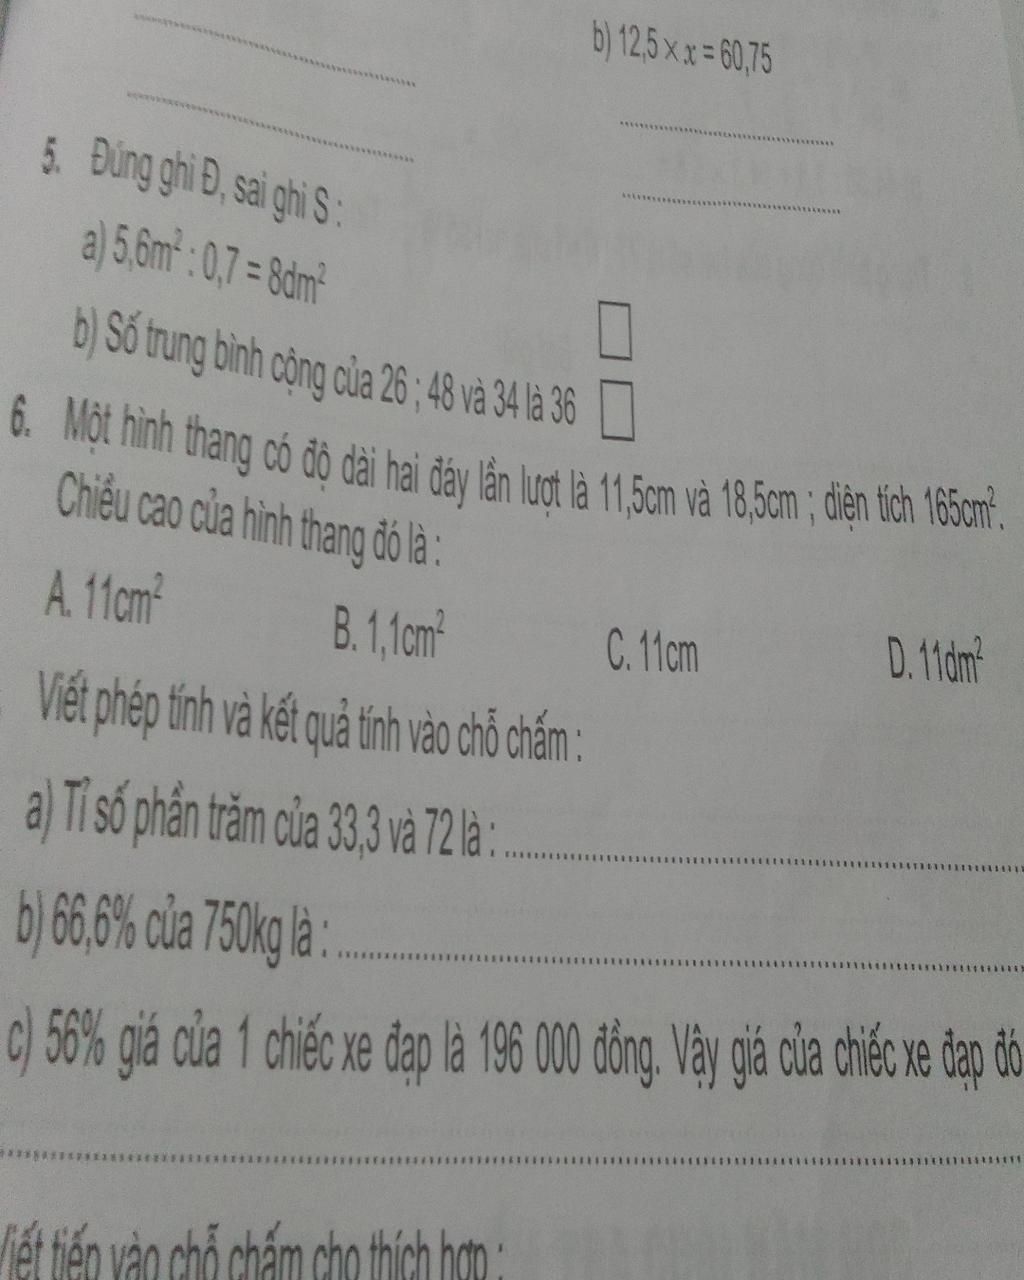 b) 12,5 × x = 60,75
5. Đúng ghi Đ, sai ghi S :
a) 5,6m² : 0,7 = 8dm²
b) Số trung bình cộng của 26 ; 48 và 34 là 36
6. Một hình thang có độ dài hai đáy lần lượt là 11,5cm và 18,5cm ; diện tích 165cm².
Chiều cao của hình thang đó là :
A. 11cm² B. 1,1cm² C. 11cm D. 11dm²
Viết phép tính và kết quả tính vào chỗ chấm :
a) Tỉ số phần trăm của 33,3 và 72 là : ........................
b) 66,6% của 750kg là : ........................
c) 56% giá của 1 chiếc xe đạp là 196 000 đồng. Vậy giá của chiếc xe đạp đó
Viết tiếp vào chỗ chấm cho thích hợp :